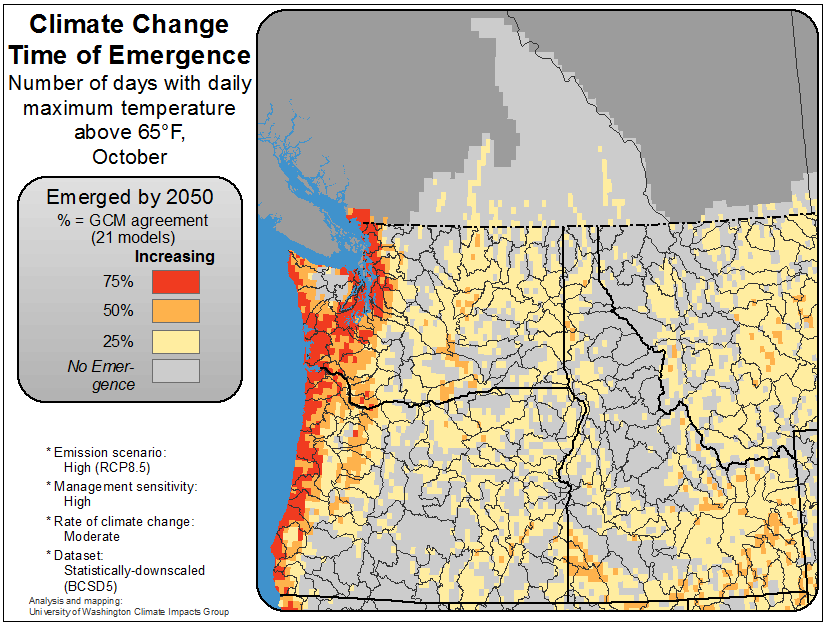 Climate Change
Time of Emergence
Number of days with daily
maximum temperature
above 65°F,
October
Emerged by 2050
% = GCM agreement
(21 models)
Increasing
75%
50%
25%
No Emer-
gence
* Emission scenario:
High (RCP8.5)
* Management sensitivity:
High
* Rate of climate change:
Moderate
* Dataset:
Statistically-downscaled
(BCSD5)
Analysis and mapping:
University of Washington Climate Impacts Group